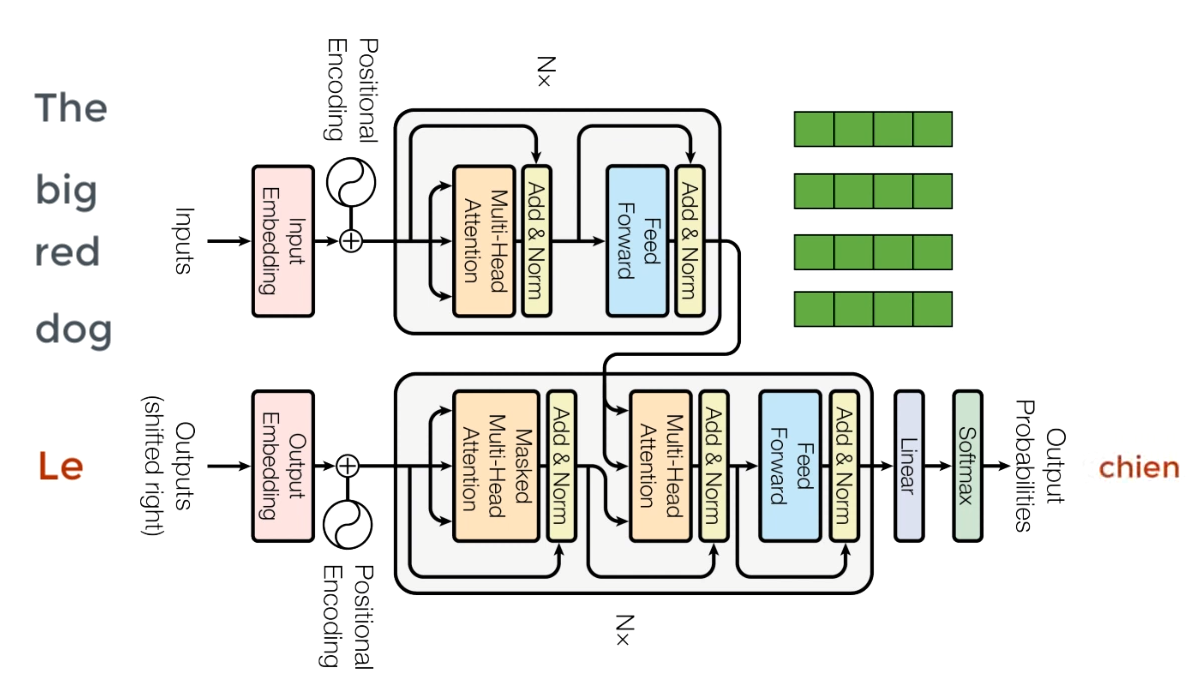 The
big
red
dog
Inputs
Input
Embedding
Positional
Encoding
Nx
Multi-Head
Attention
Add & Norm
Feed
Forward
Add & Norm
Le
Outputs
(shifted right)
Output
Embedding
Positional
Encoding
Masked
Multi-Head
Attention
Add & Norm
Multi-Head
Attention
Add & Norm
Feed
Forward
Add & Norm
Nx
Linear
Softmax
Output
Probabilities
chien